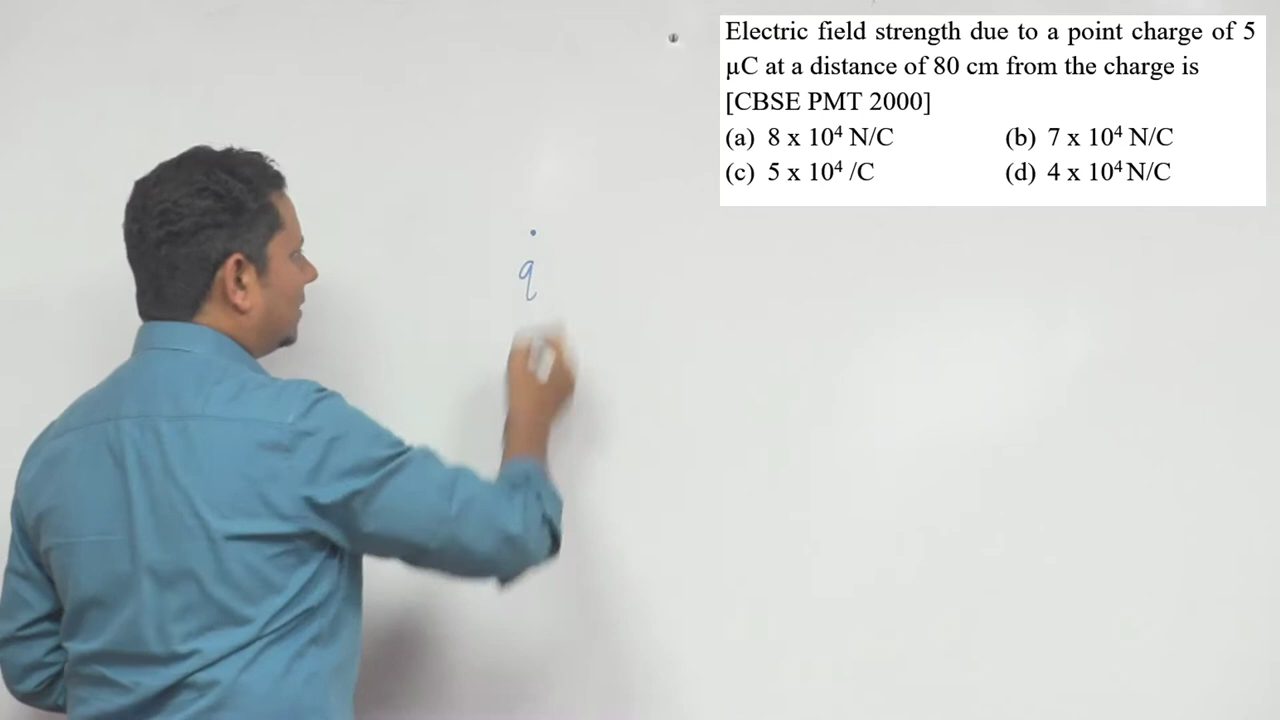 Electric field strength due to a point charge of 5
µC at a distance of 80 cm from the charge is
[CBSE PMT 2000]
(a) 8 x 10⁴ N/C (b) 7 x 10⁴ N/C
(c) 5 x 10⁴ /C (d) 4 x 10⁴ N/C
q